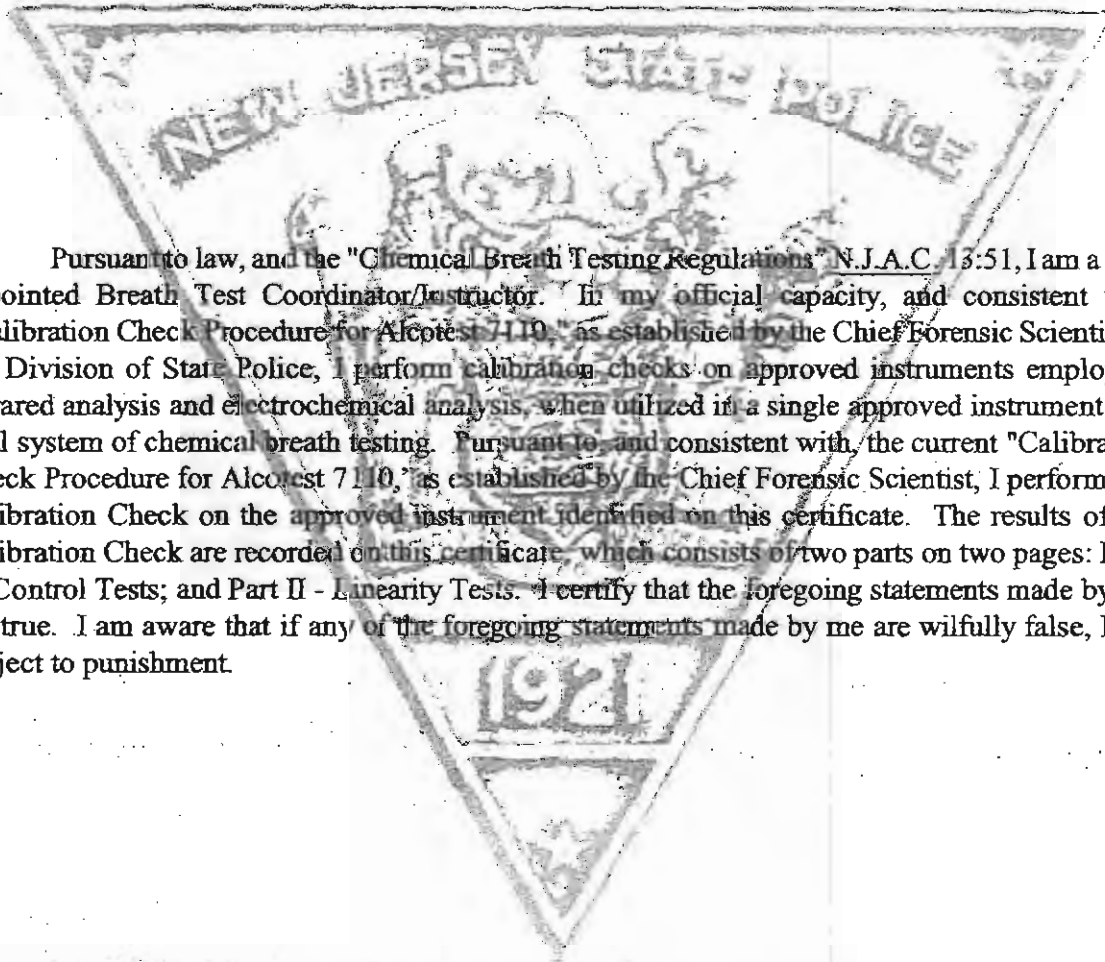 NEW JERSEY STATE POLICE
Pursuant to law, and the "Chemical Breath Testing Regulations" N.J.A.C. 13:51, I am a
ointed Breath Test Coordinator/Instructor. In my official capacity, and consistent
libration Check Procedure for Alcotest 7110," as established by the Chief Forensic Scienti
Division of State Police, I perform calibration checks on approved instruments emplo
ared analysis and electrochemical analysis, when utilized in a single approved instrument
l system of chemical breath testing. Pursuant to, and consistent with, the current "Calibra
eck Procedure for Alcotest 7110," as established by the Chief Forensic Scientist, I perform
libration Check on the approved instrument identified on this certificate. The results of
libration Check are recorded on this certificate, which consists of two parts on two pages:
Control Tests; and Part II - Linearity Tests. I certify that the foregoing statements made by
true. I am aware that if any of the foregoing statements made by me are wilfully false, I
ject to punishment.
1921